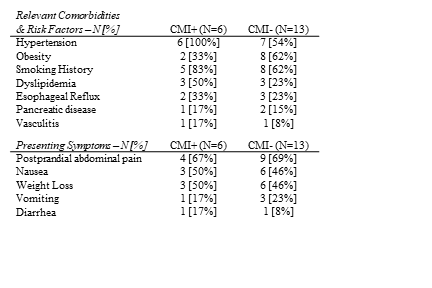 Relevant Comorbidities
& Risk Factors – N [%] CMI+ (N=6) CMI- (N=13)
Hypertension 6 [100%] 7 [54%]
Obesity 2 [33%] 8 [62%]
Smoking History 5 [83%] 8 [62%]
Dyslipidemia 3 [50%] 3 [23%]
Esophageal Reflux 2 [33%] 3 [23%]
Pancreatic disease 1 [17%] 2 [15%]
Vasculitis 1 [17%] 1 [8%]
Presenting Symptoms – N [%] CMI+ (N=6) CMI- (N=13)
Postprandial abdominal pain 4 [67%] 9 [69%]
Nausea 3 [50%] 6 [46%]
Weight Loss 3 [50%] 6 [46%]
Vomiting 1 [17%] 3 [23%]
Diarrhea 1 [17%] 1 [8%]